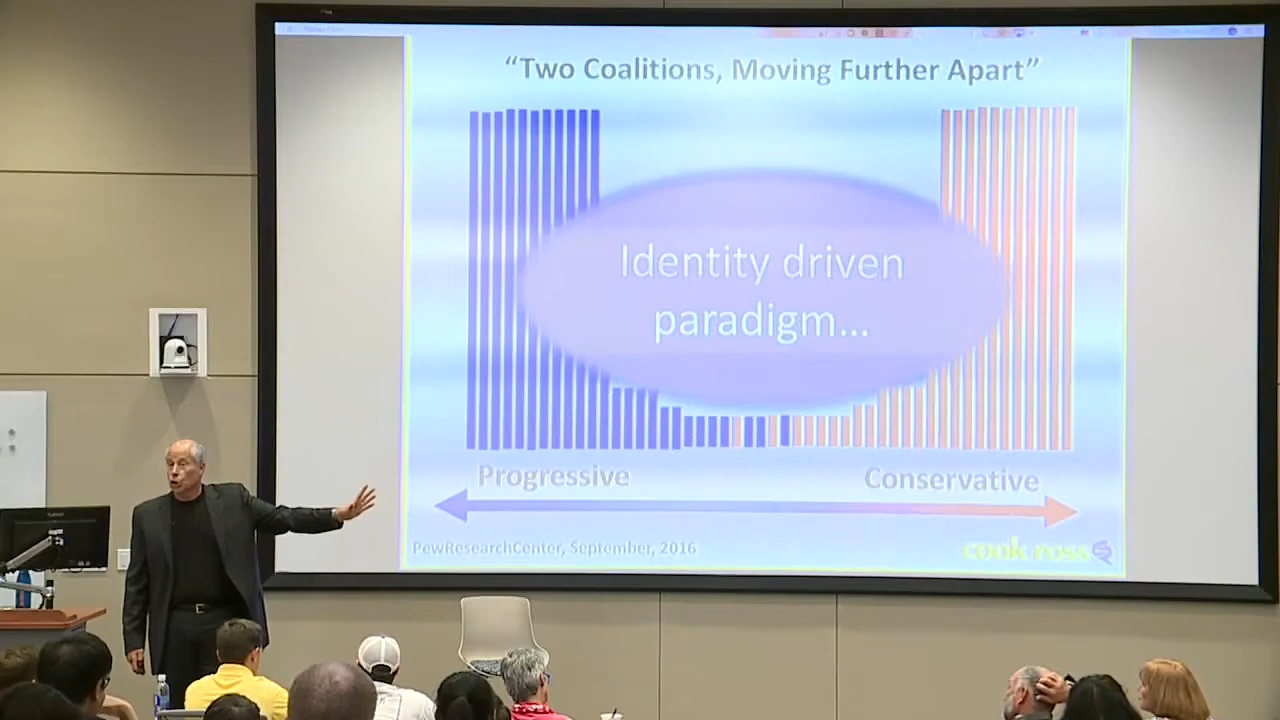 “Two Coalitions, Moving Further Apart”
Identity driven
paradigm...
Progressive
Conservative
PewResearchCenter, September, 2016
cook ross